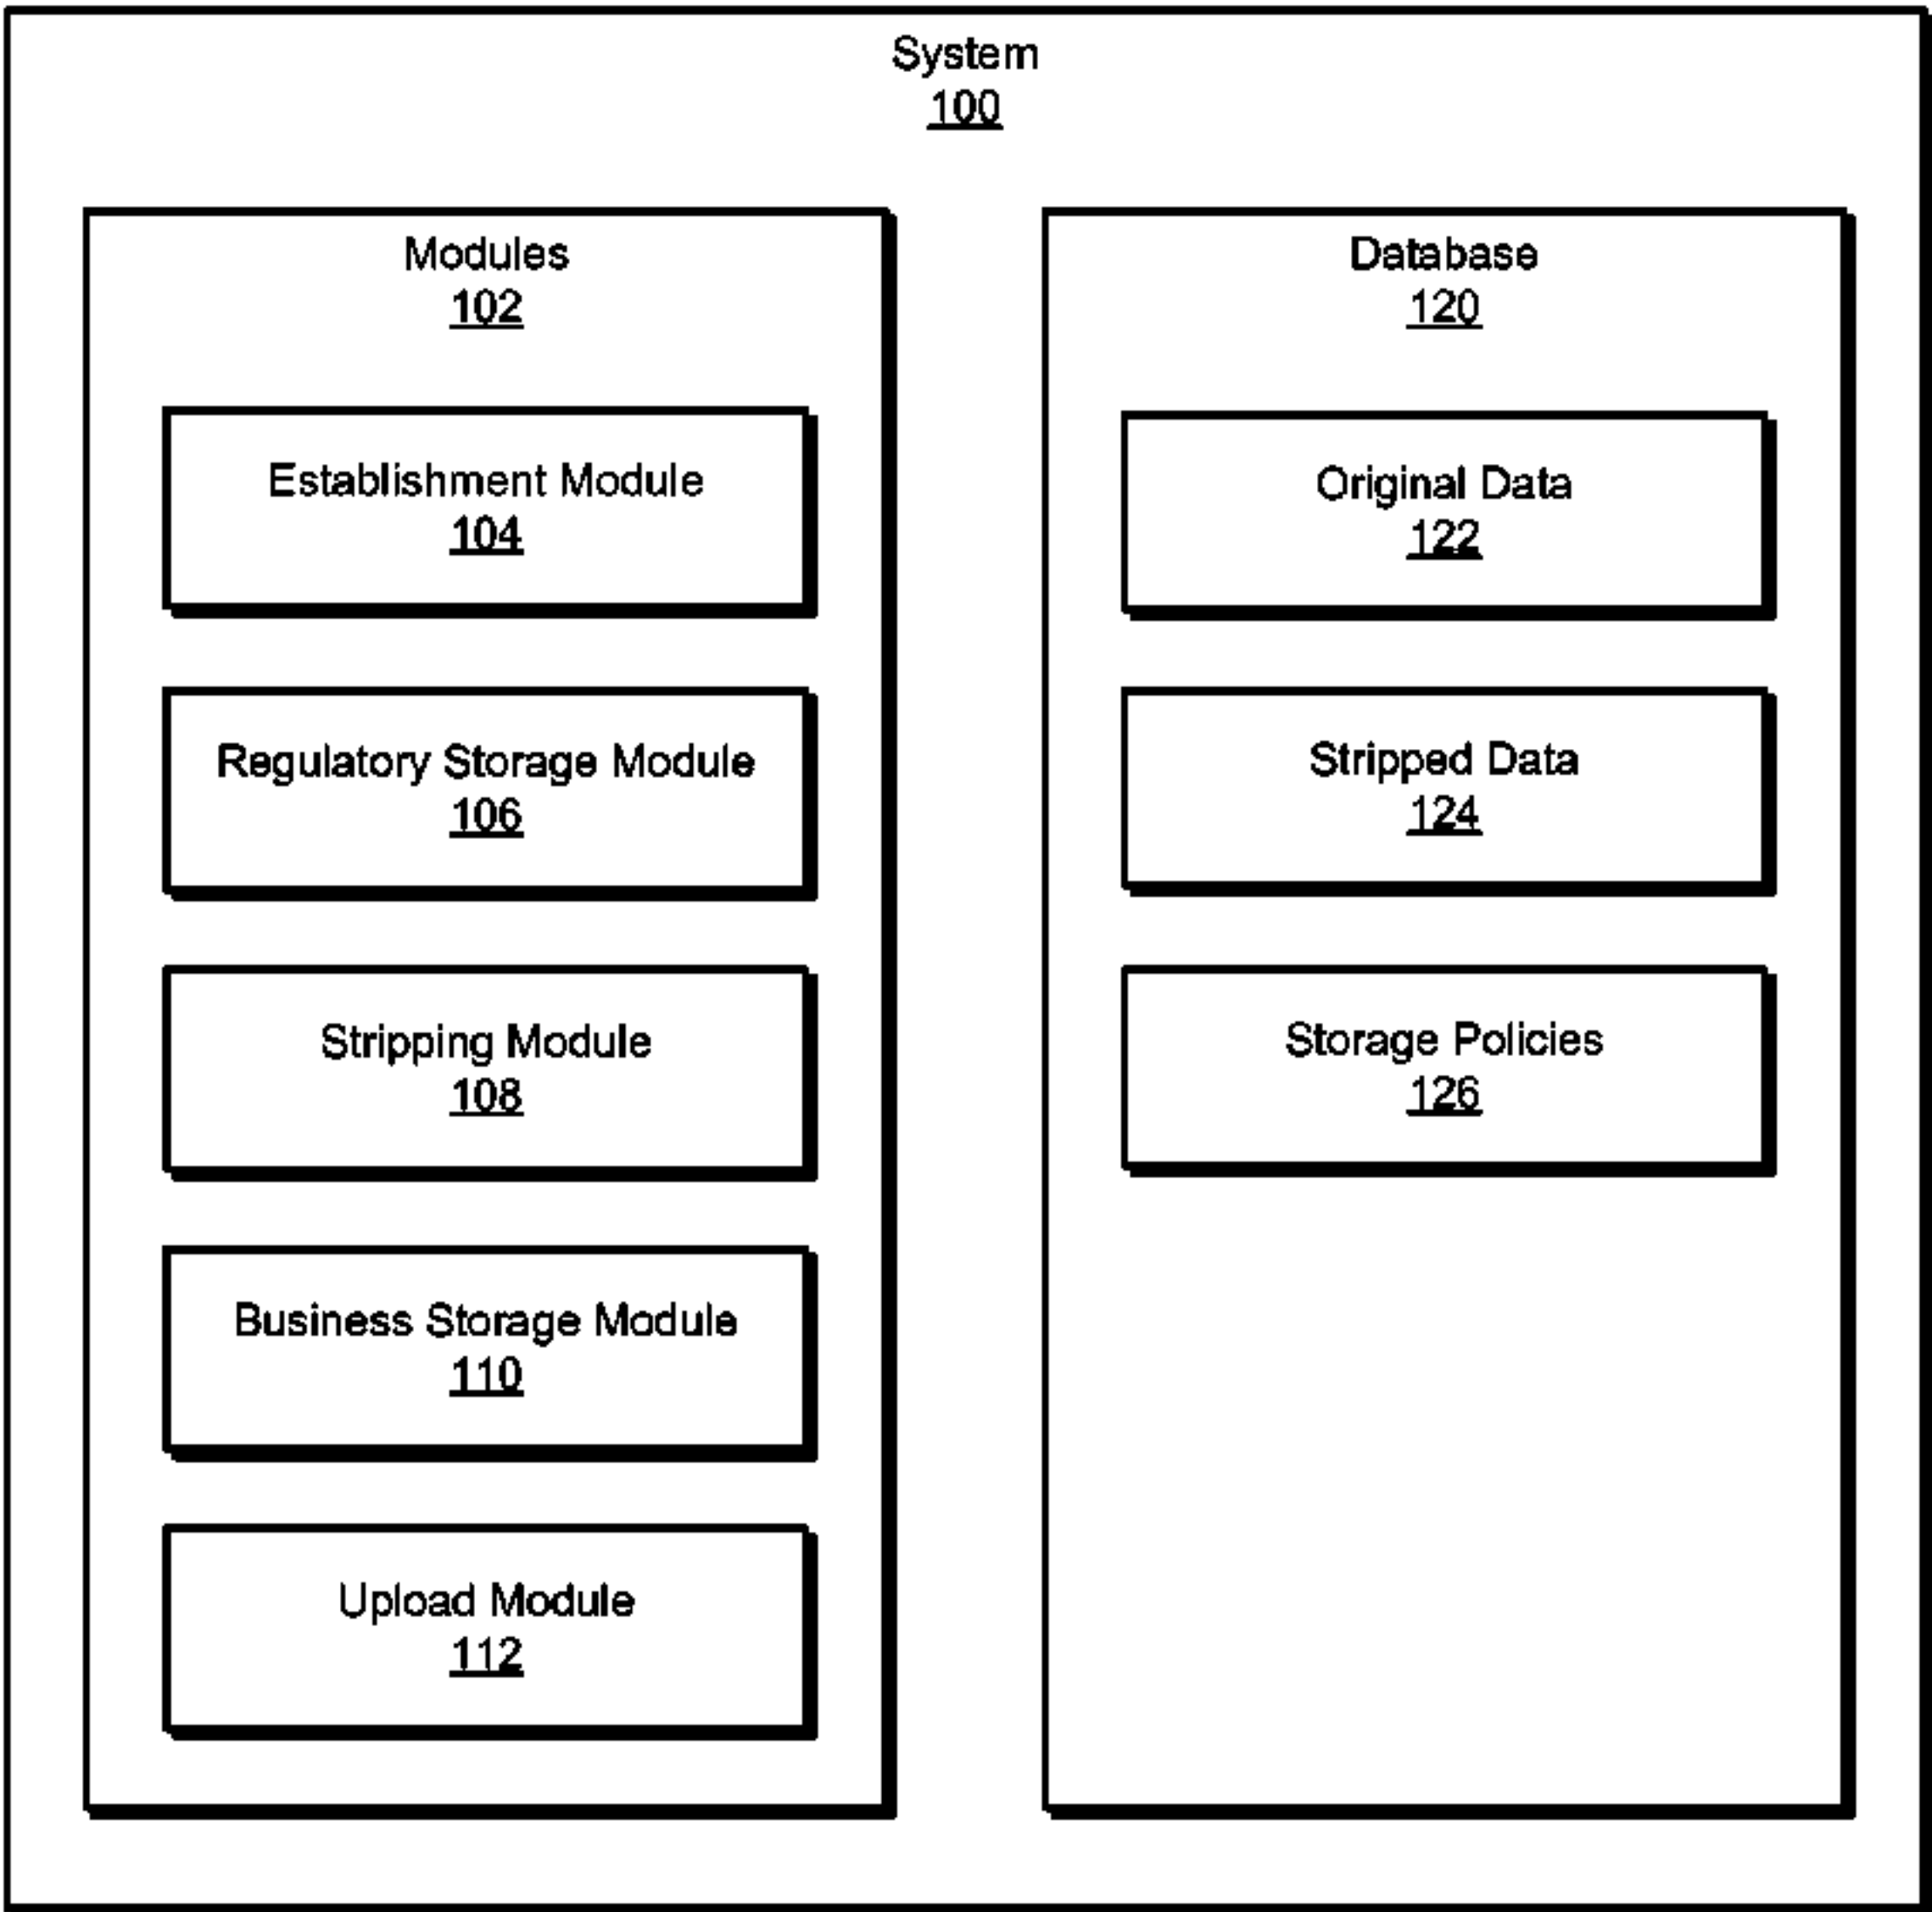 System
100
Modules
102
Establishment Module
104
Regulatory Storage Module
106
Stripping Module
108
Business Storage Module
110
Upload Module
112
Database
120
Original Data
122
Stripped Data
124
Storage Policies
126